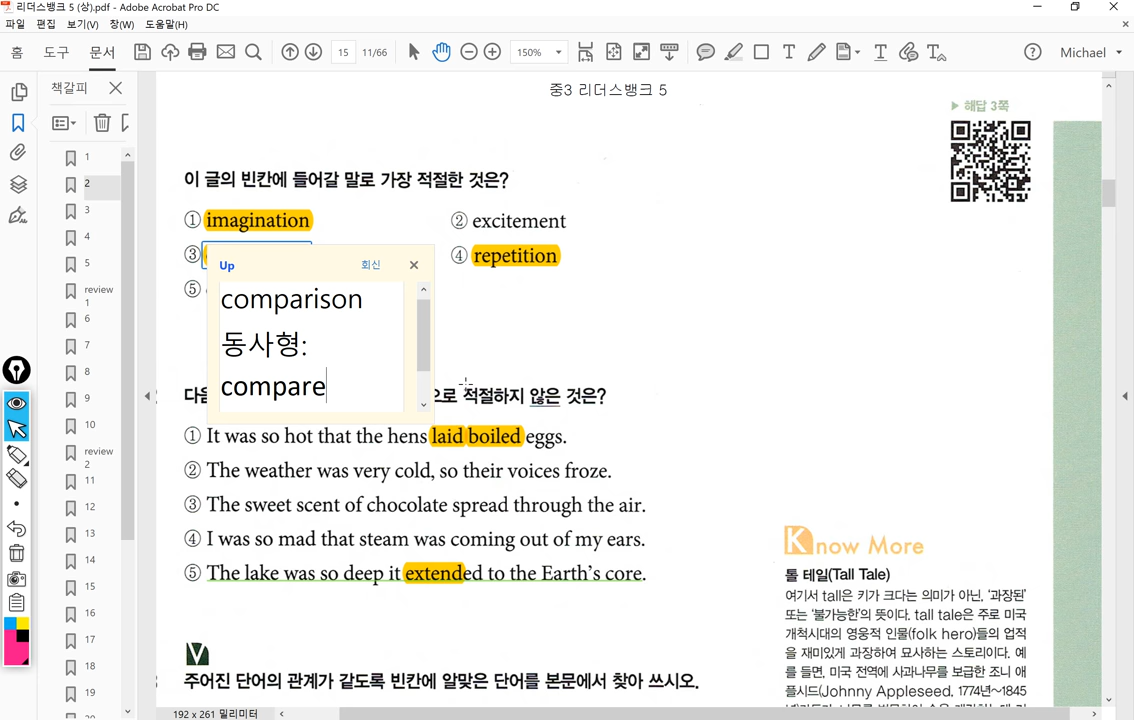 리더스뱅크 5 (상).pdf - Adobe Acrobat Pro DC
파일 편집 보기(V) 창(W) 도움말(H)
홈 도구 문서 15 11/66 150% Michael
책갈피
1
2
3
4
5
review 1
6
7
8
9
10
review 2
11
12
13
14
15
16
17
18
19
중3 리더스뱅크 5
▶ 해답 3쪽
이 글의 빈칸에 들어갈 말로 가장 적절한 것은?
① imagination ② excitement
③ ④ repetition
⑤
Up 회신
comparison
동사형:
compare
다음 으로 적절하지 않은 것은?
① It was so hot that the hens laid boiled eggs.
② The weather was very cold, so their voices froze.
③ The sweet scent of chocolate spread through the air.
④ I was so mad that steam was coming out of my ears.
⑤ The lake was so deep it extended to the Earth's core.
V
주어진 단어의 관계가 같도록 빈칸에 알맞은 단어를 본문에서 찾아 쓰시오.
Know More
톨 테일(Tall Tale)
여기서 tall은 키가 크다는 의미가 아닌, '과장된'
또는 '불가능한'의 뜻이다. tall tale은 주로 미국
개척시대의 영웅적 인물(folk hero)들의 업적
을 재미있게 과장하여 묘사하는 스토리이다. 예
를 들면, 미국 전역에 사과나무를 보급한 조니 애
플시드(Johnny Appleseed, 1774년~1845
192 x 261 밀리미터